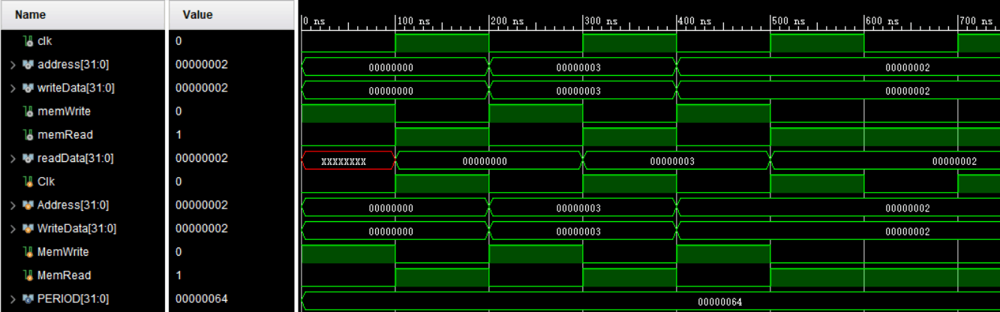 Name Value
0 ns 100 ns 200 ns 300 ns 400 ns 500 ns 600 ns 700 ns
clk 0
address[31:0] 00000002 00000000 00000003 00000002
writeData[31:0] 00000002 00000000 00000003 00000002
memWrite 0
memRead 1
readData[31:0] 00000002 XXXXXXXX 00000000 00000003 00000002
Clk 0
Address[31:0] 00000002 00000000 00000003 00000002
WriteData[31:0] 00000002 00000000 00000003 00000002
MemWrite 0
MemRead 1
PERIOD[31:0] 00000064 00000064